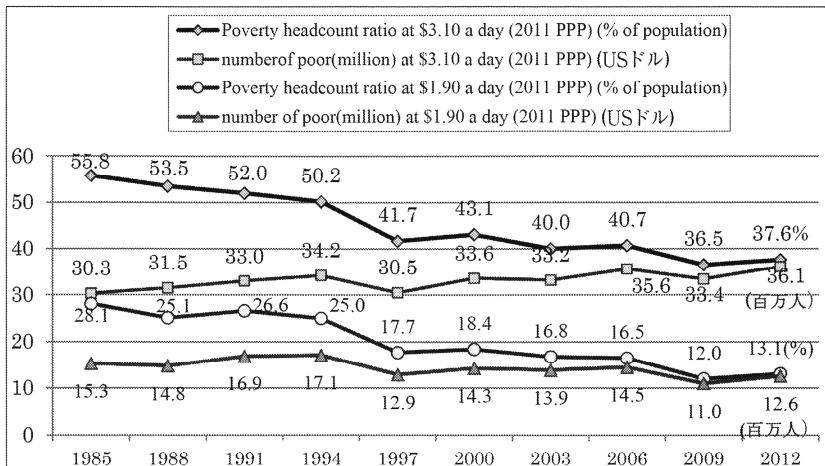 Poverty headcount ratio at $3.10 a day (2011 PPP) (% of population)
numberof poor(million) at $3.10 a day (2011 PPP) (USドル)
Poverty headcount ratio at $1.90 a day (2011 PPP) (% of population)
number of poor(million) at $1.90 a day (2011 PPP) (USドル)
60
50
40
30
20
10
0
55.8 53.5 52.0 50.2 41.7 43.1 40.0 40.7 36.5 37.6%
30.3 31.5 33.0 34.2 30.5 33.6 33.2 35.6 33.4 36.1
(百万人)
28.1 25.1 26.6 25.0 17.7 18.4 16.8 16.5 12.0 13.1(%)
15.3 14.8 16.9 17.1 12.9 14.3 13.9 14.5 11.0 12.6
(百万人)
1985 1988 1991 1994 1997 2000 2003 2006 2009 2012